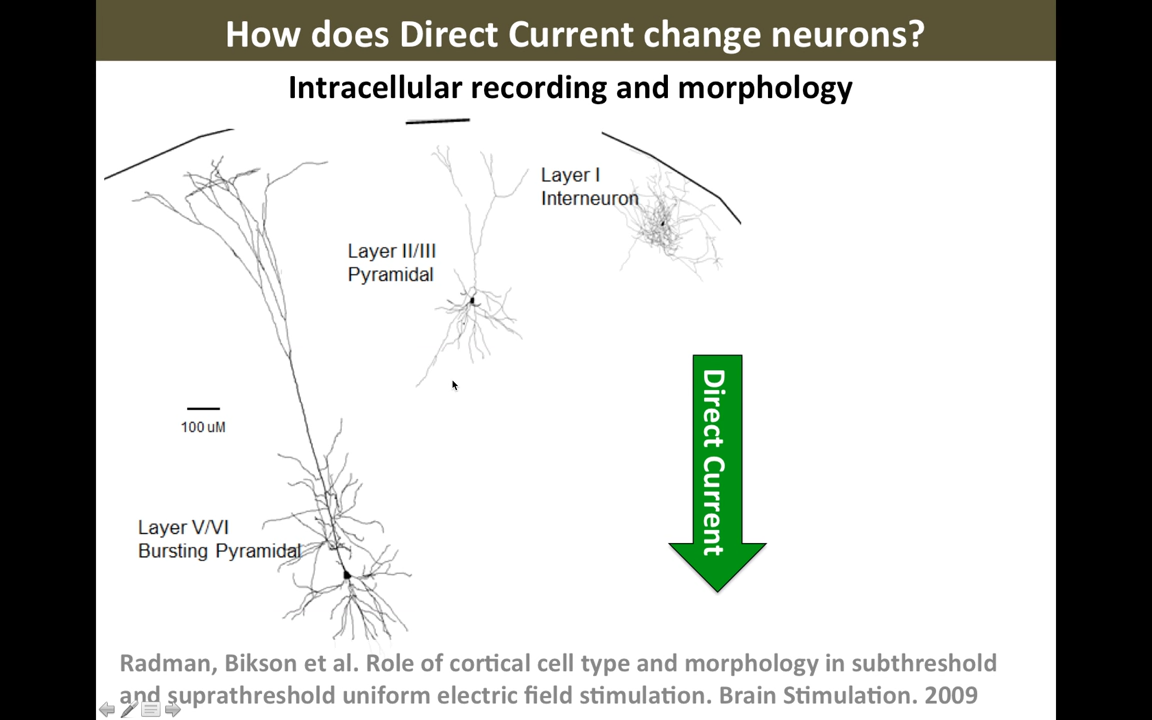 How does Direct Current change neurons?
Intracellular recording and morphology
Layer I
Interneuron
Layer II/III
Pyramidal
100 uM
Direct Current
Layer V/VI
Bursting Pyramidal
Radman, Bikson et al. Role of cortical cell type and morphology in subthreshold
and suprathreshold uniform electric field stimulation. Brain Stimulation. 2009